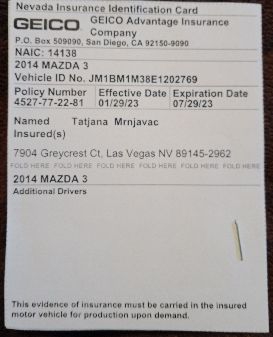 Nevada Insurance Identification Card
GEICO GEICO Advantage Insurance Company
P.O. Box 509090, San Diego, CA 92150-9090
NAIC: 14138
2014 MAZDA 3
Vehicle ID No. JM1BM1M38E1202769
Policy Number Effective Date Expiration Date
4527-77-22-81 01/29/23 07/29/23
Named Tatjana Mrnjavac
Insured(s)
7904 Greycrest Ct, Las Vegas NV 89145-2962
FOLD HERE FOLD HERE FOLD HERE FOLD HERE FOLD HERE FOLD HERE
2014 MAZDA 3
Additional Drivers
This evidence of insurance must be carried in the insured
motor vehicle for production upon demand.